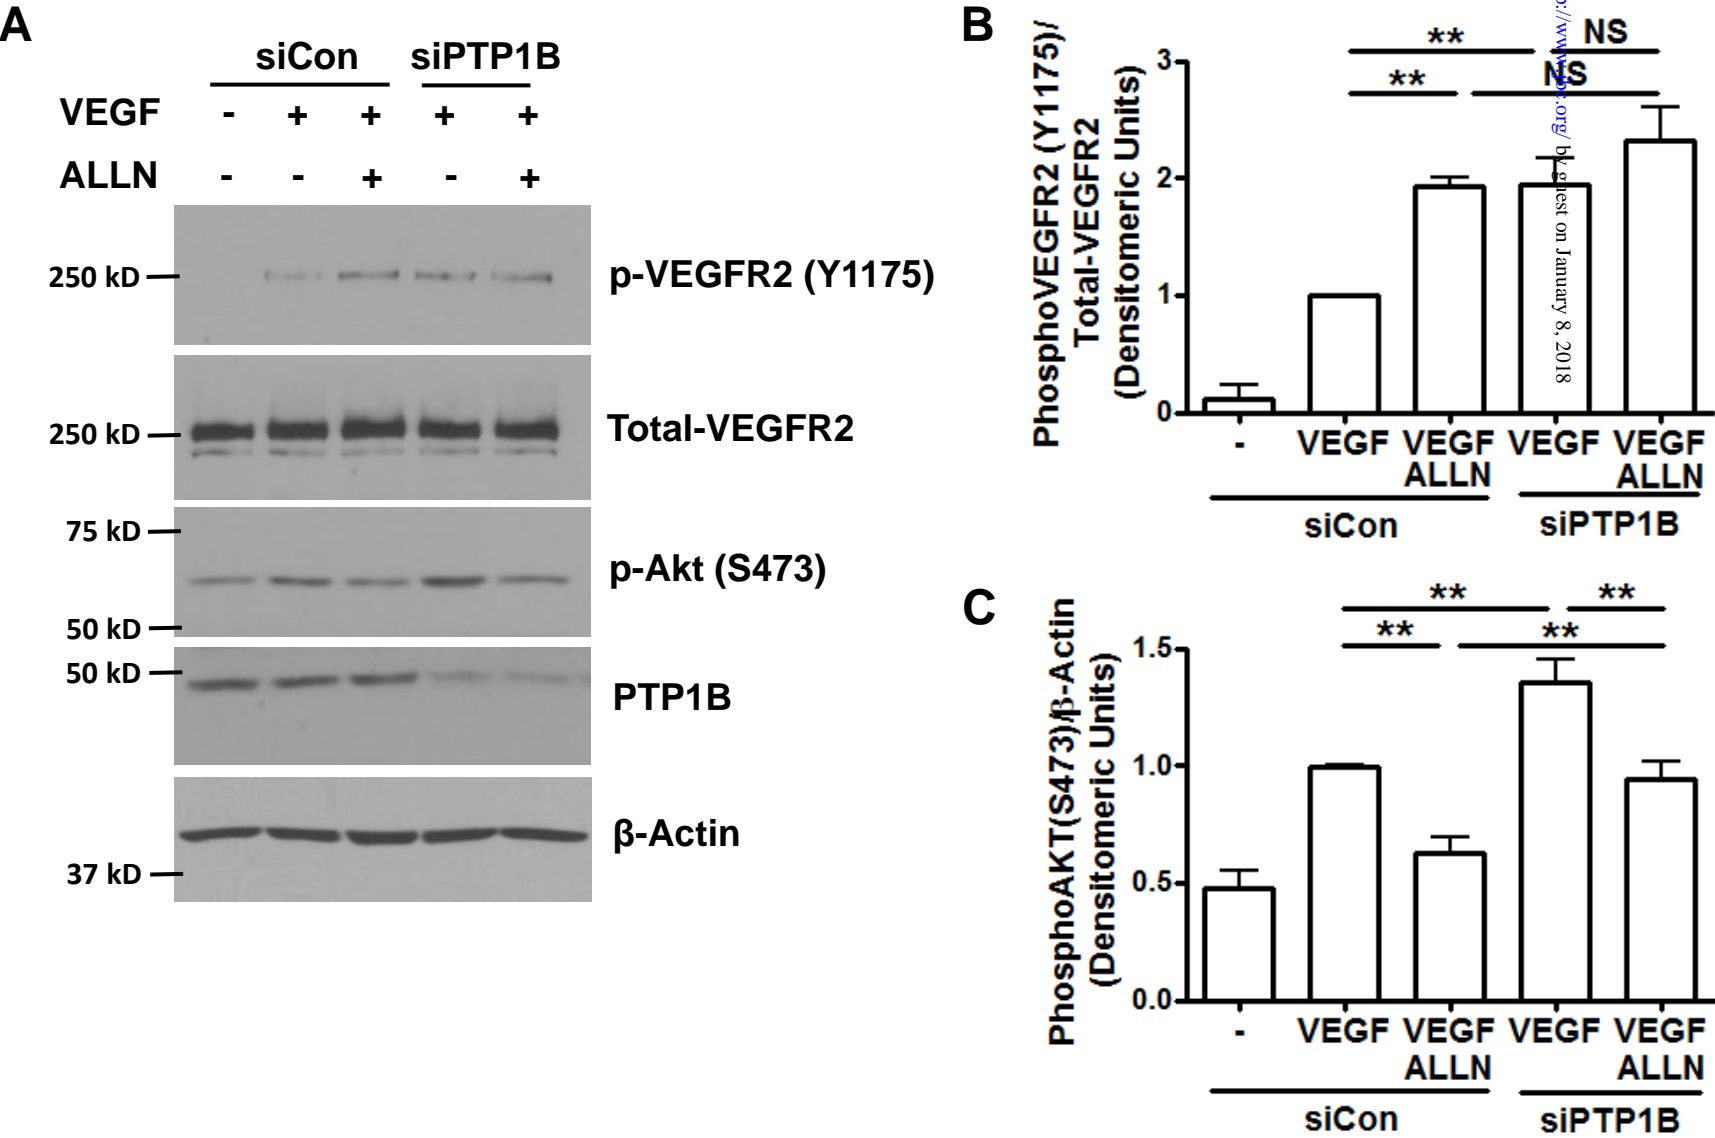 A
siCon siPTP1B
VEGF - + + + +
ALLN - - + - +
250 kD p-VEGFR2 (Y1175)
250 kD Total-VEGFR2
75 kD
p-Akt (S473)
50 kD
50 kD
PTP1B
β-Actin
37 kD
B
PhosphoVEGFR2 (Y1175)/
Total-VEGFR2
(Densitomeric Units)
** NS
** NS
3
2
1
0
- VEGF VEGF VEGF VEGF
ALLN ALLN
siCon siPTP1B
by guest on January 8, 2018
C
PhosphoAKT(S473)/β-Actin
(Densitomeric Units)
** **
** **
1.5
1.0
0.5
0.0
- VEGF VEGF VEGF VEGF
ALLN ALLN
siCon siPTP1B